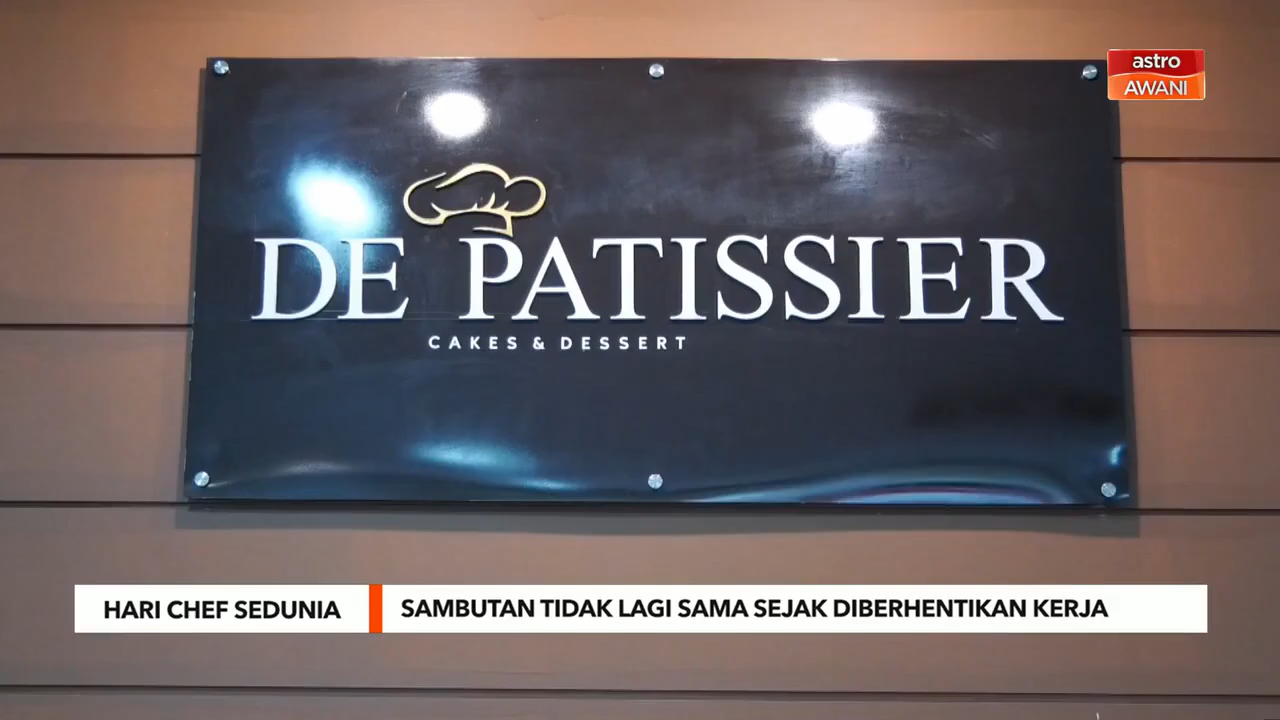 astro
AWANI
DE PATISSIER
CAKES & DESSERT
HARI CHEF SEDUNIA
SAMBUTAN TIDAK LAGI SAMA SEJAK DIBERHENTIKAN KERJA